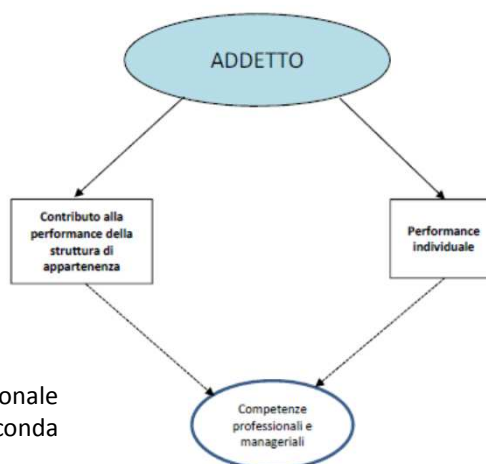 ADDETTO
Contributo alla
performance della
struttura di
appartenenza
Performance
individuale
onale
conda
Competenze
professionali e
manageriali